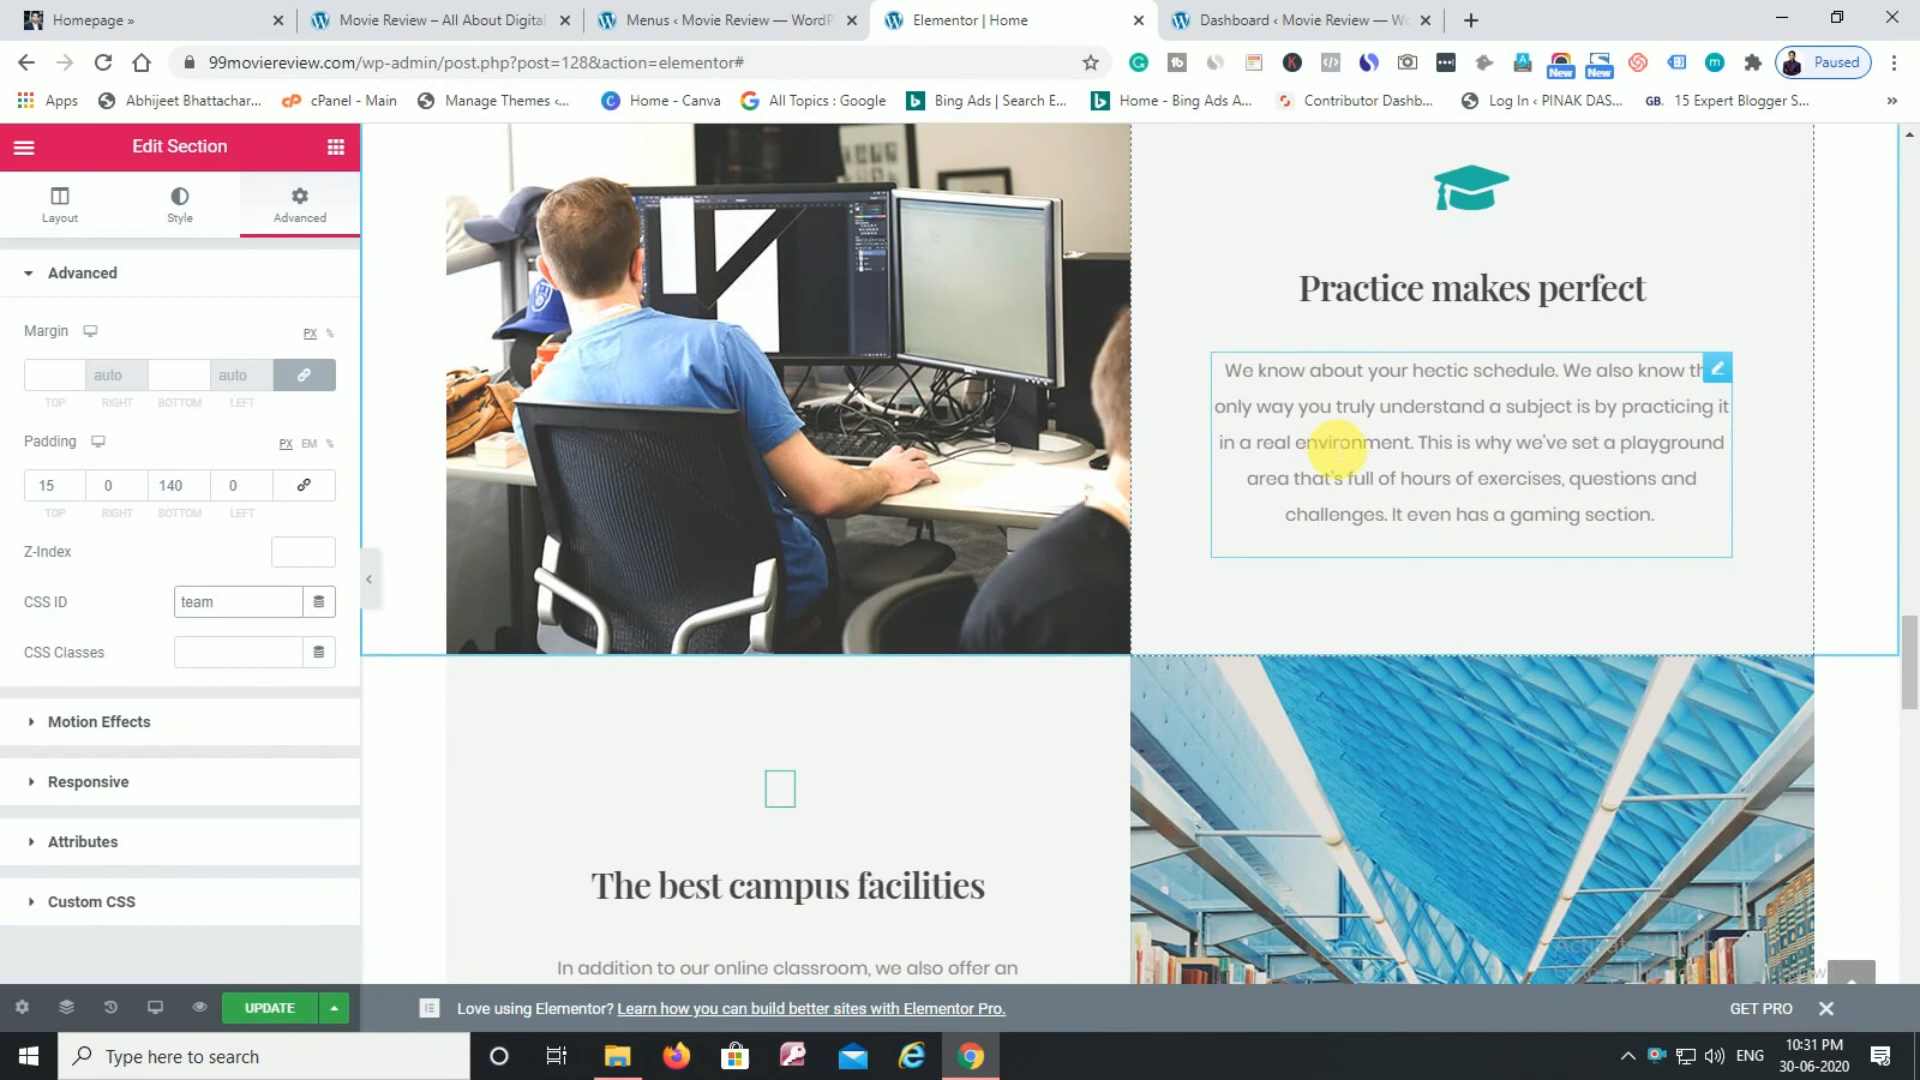 Homepage »
Movie Review – All About Digital
Menus ‹ Movie Review — WordP
Elementor | Home
Dashboard ‹ Movie Review — Wo
99moviereview.com/wp-admin/post.php?post=128&action=elementor#
New
New
Paused
Apps
Abhijeet Bhattachar...
cPanel - Main
Manage Themes ‹...
Home - Canva
All Topics : Google
Bing Ads | Search E...
Home - Bing Ads A...
Contributor Dashb...
Log In ‹ PINAK DAS...
GB.
15 Expert Blogger S...
Edit Section
Layout
Style
Advanced
Advanced
Margin
PX %
auto
auto
TOP RIGHT BOTTOM LEFT
Padding
PX EM %
15 0 140 0
TOP RIGHT BOTTOM LEFT
Z-Index
CSS ID
team
CSS Classes
Motion Effects
Responsive
Attributes
Custom CSS
UPDATE
Practice makes perfect
We know about your hectic schedule. We also know th
only way you truly understand a subject is by practicing it
in a real environment. This is why we've set a playground
area that's full of hours of exercises, questions and
challenges. It even has a gaming section.
The best campus facilities
In addition to our online classroom, we also offer an
Love using Elementor? Learn how you can build better sites with Elementor Pro.
GET PRO
Type here to search
ENG
10:31 PM
30-06-2020